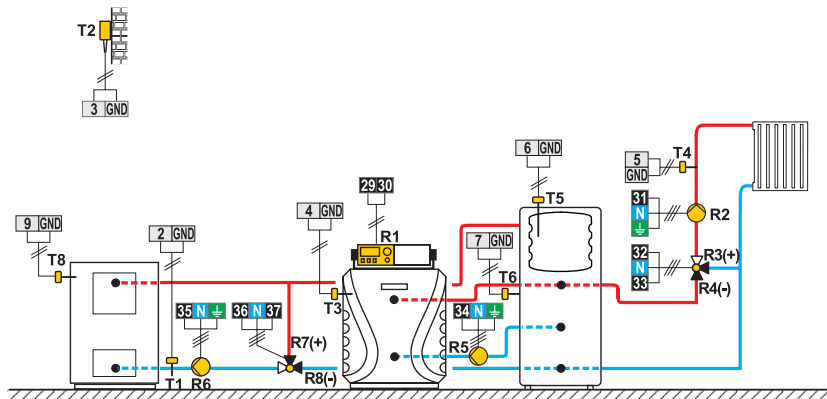 T2
3 GND
6 GND
5
GND
T4
29 30
31
N
R2
9 GND
2 GND
4 GND
R1
7 GND
T5
32
N
33
R3(+)
R4(-)
T8
T6
T3
35 N
36 N 37
34 N
R7(+)
R5
T1
R6
R8(-)